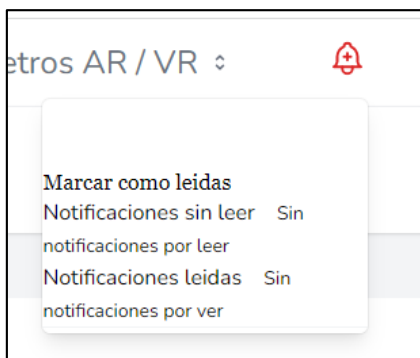 etros AR / VR
Marcar como leidas
Notificaciones sin leer Sin
notificaciones por leer
Notificaciones leidas Sin
notificaciones por ver